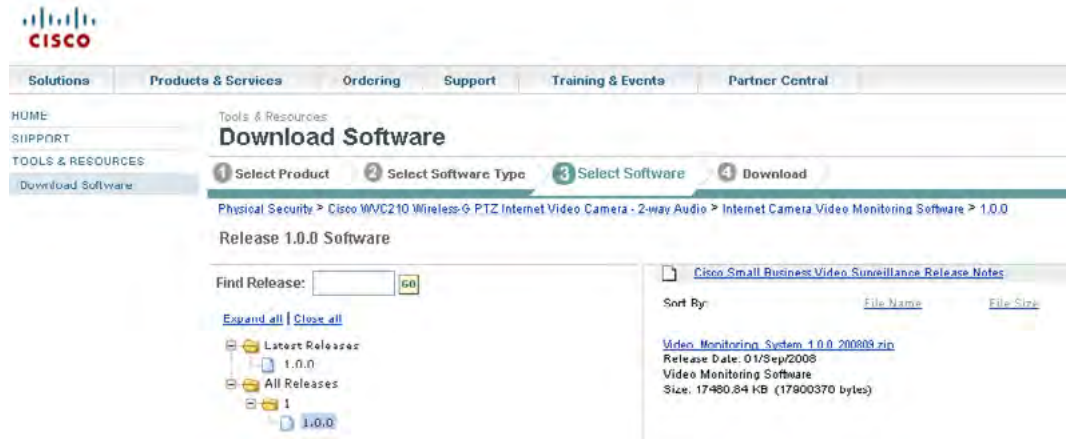 CISCO
Solutions Products & Services Ordering Support Training & Events Partner Central
HOME
SUPPORT
TOOLS & RESOURCES
Download Software
Tools & Resources
Download Software
1 Select Product 2 Select Software Type 3 Select Software 4 Download
Physical Security > Cisco WVC210 Wireless-G PTZ Internet Video Camera - 2-way Audio > Internet Camera Video Monitoring Software > 1.0.0
Release 1.0.0 Software
Find Release: GO
Expand all | Close all
Latest Releases
1.0.0
All Releases
1
1.0.0
Cisco Small Business Video Surveillance Release Notes
Sort By: File Name File Size
Video_Monitoring_System_1.0.0_200809.zip
Release Date: 01/Sep/2008
Video Monitoring Software
Size: 17480.84 KB (17900370 bytes)